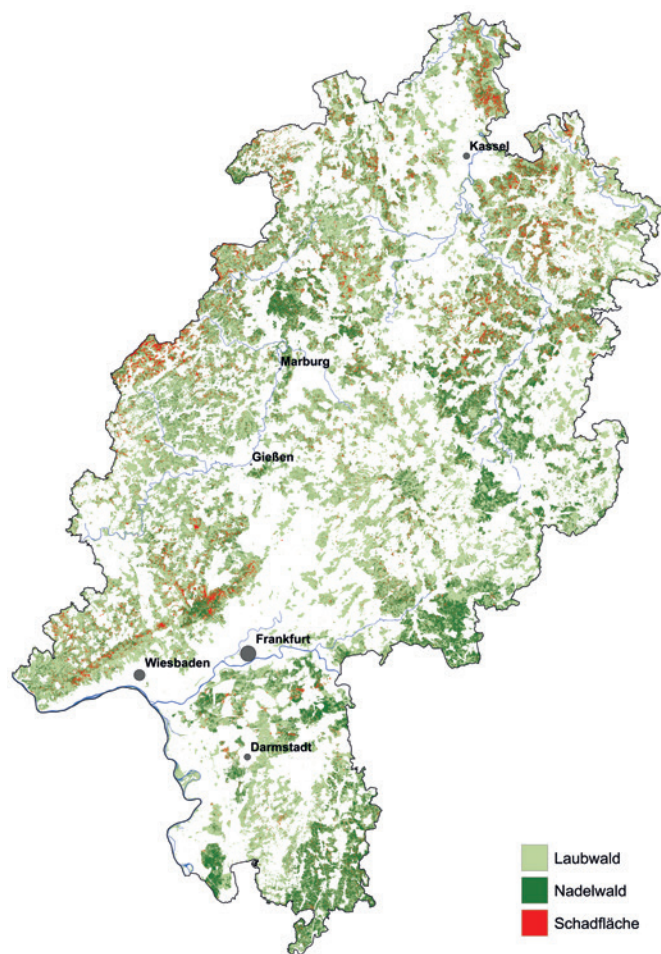 Kassel
Marburg
Gießen
Frankfurt
Wiesbaden
Darmstadt
Laubwald
Nadelwald
Schadfläche